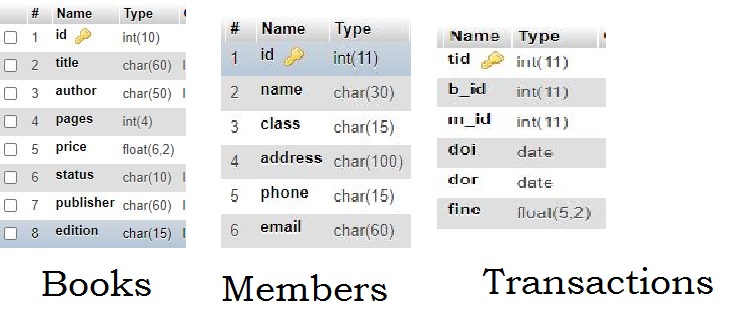 # Name Type
1 id int(10)
2 title char(60)
3 author char(50)
4 pages int(4)
5 price float(6,2)
6 status char(10)
7 publisher char(60)
8 edition char(15)
Books
# Name Type
1 id int(11)
2 name char(30)
3 class char(15)
4 address char(100)
5 phone char(15)
6 email char(60)
Members
Name Type
tid int(11)
b_id int(11)
m_id int(11)
doi date
dor date
fine float(5,2)
Transactions